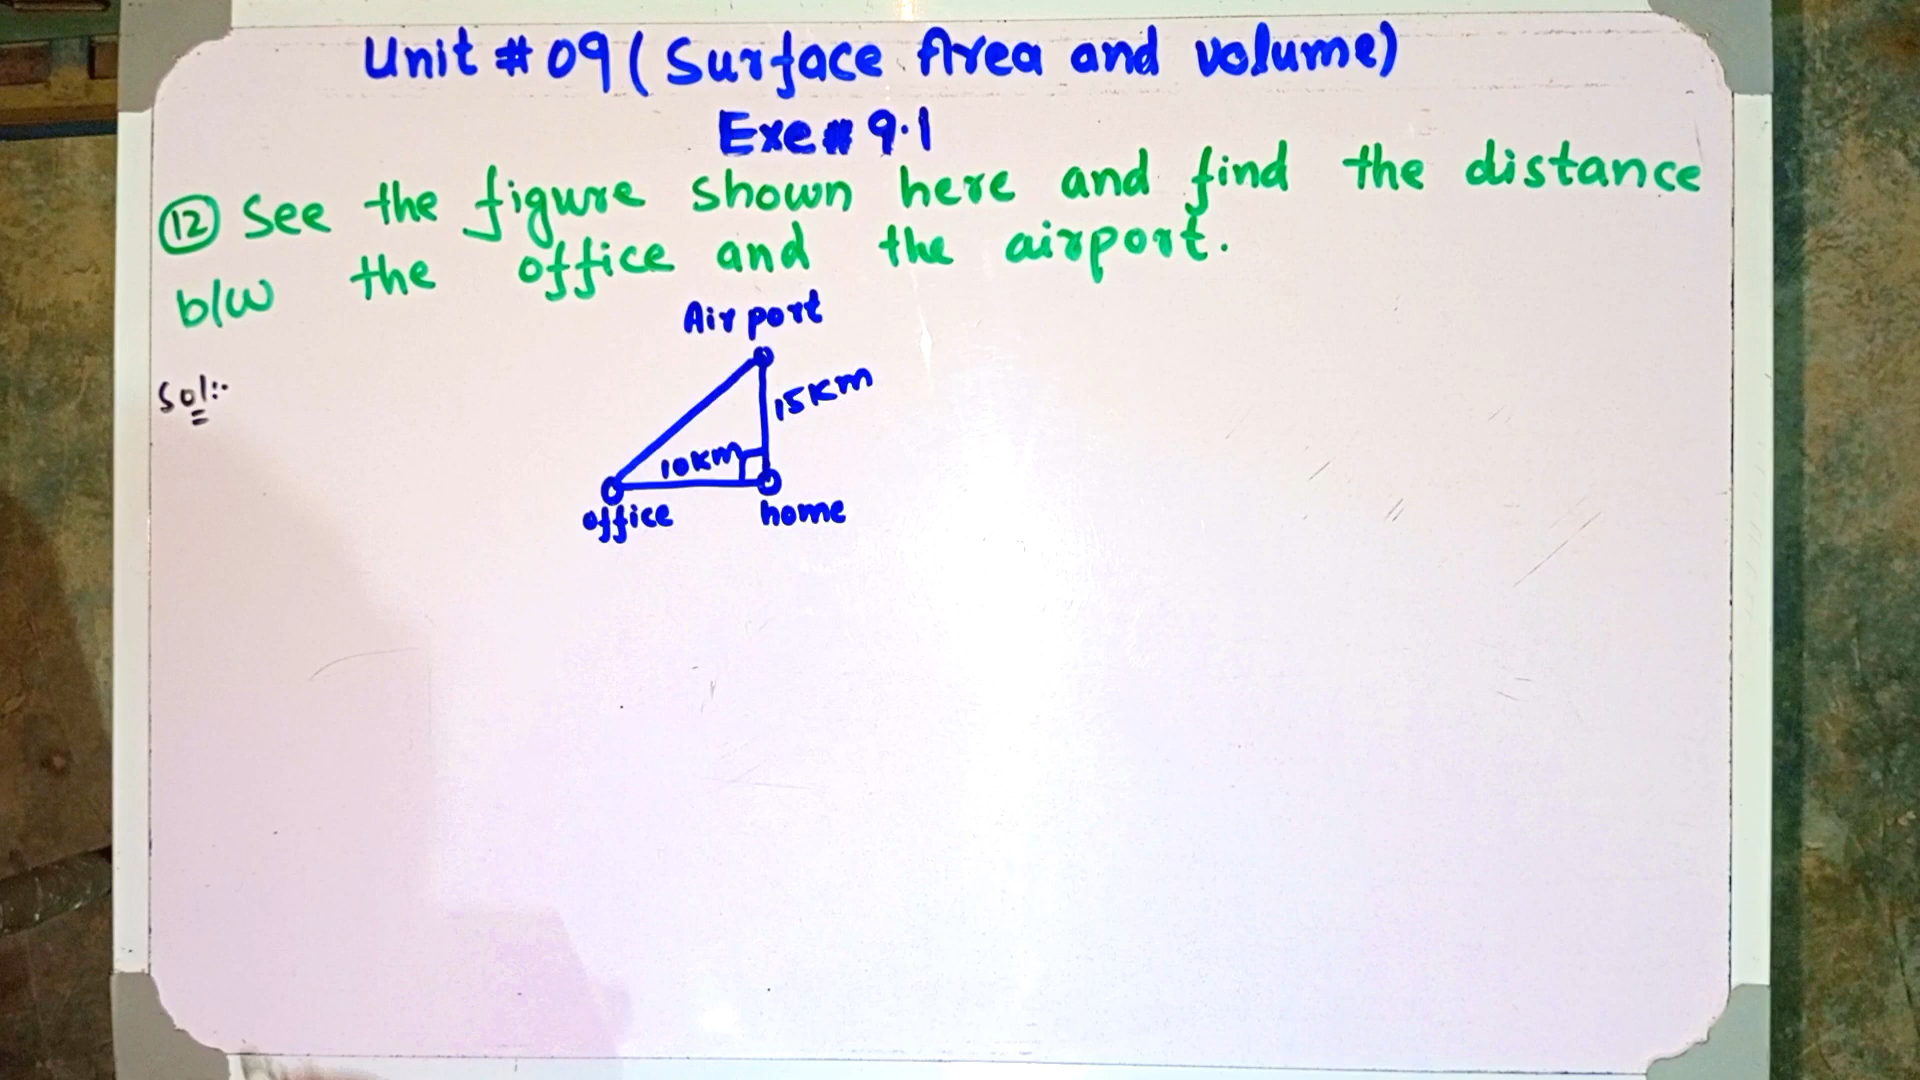 Unit # 09 (Surface Area and volume)
Exe # 9.1
12 See the figure shown here and find the distance
b/w the office and the airport.
Air port
Sol:-
15Km
10Km
office home